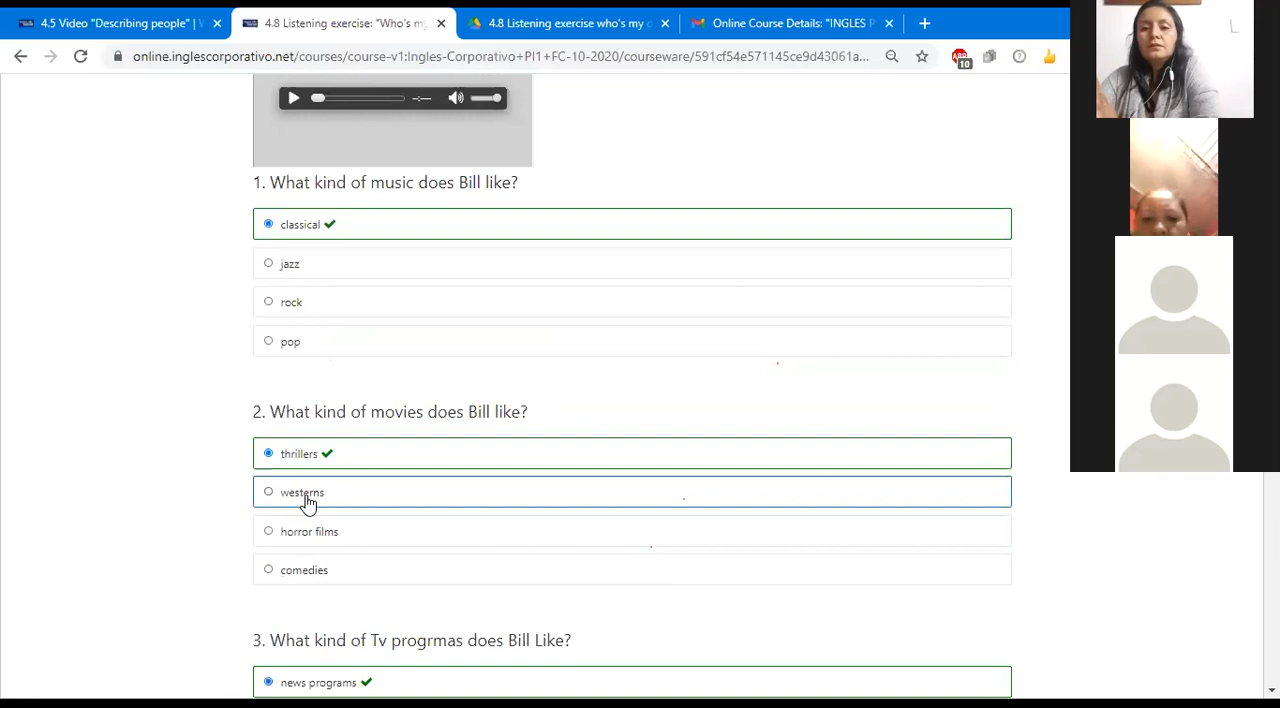 4.5 Video "Describing people" | V
4.8 Listening exercise: "Who's my
4.8 Listening exercise who's my
Online Course Details: "INGLES P
online.inglescorporativo.net/courses/course-v1:Ingles-Corporativo+PI1+FC-10-2020/courseware/591cf54e571145ce9d43061a...
10
1. What kind of music does Bill like?
classical
jazz
rock
pop
2. What kind of movies does Bill like?
thrillers
westerns
horror films
comedies
3. What kind of Tv progrmas does Bill Like?
news programs